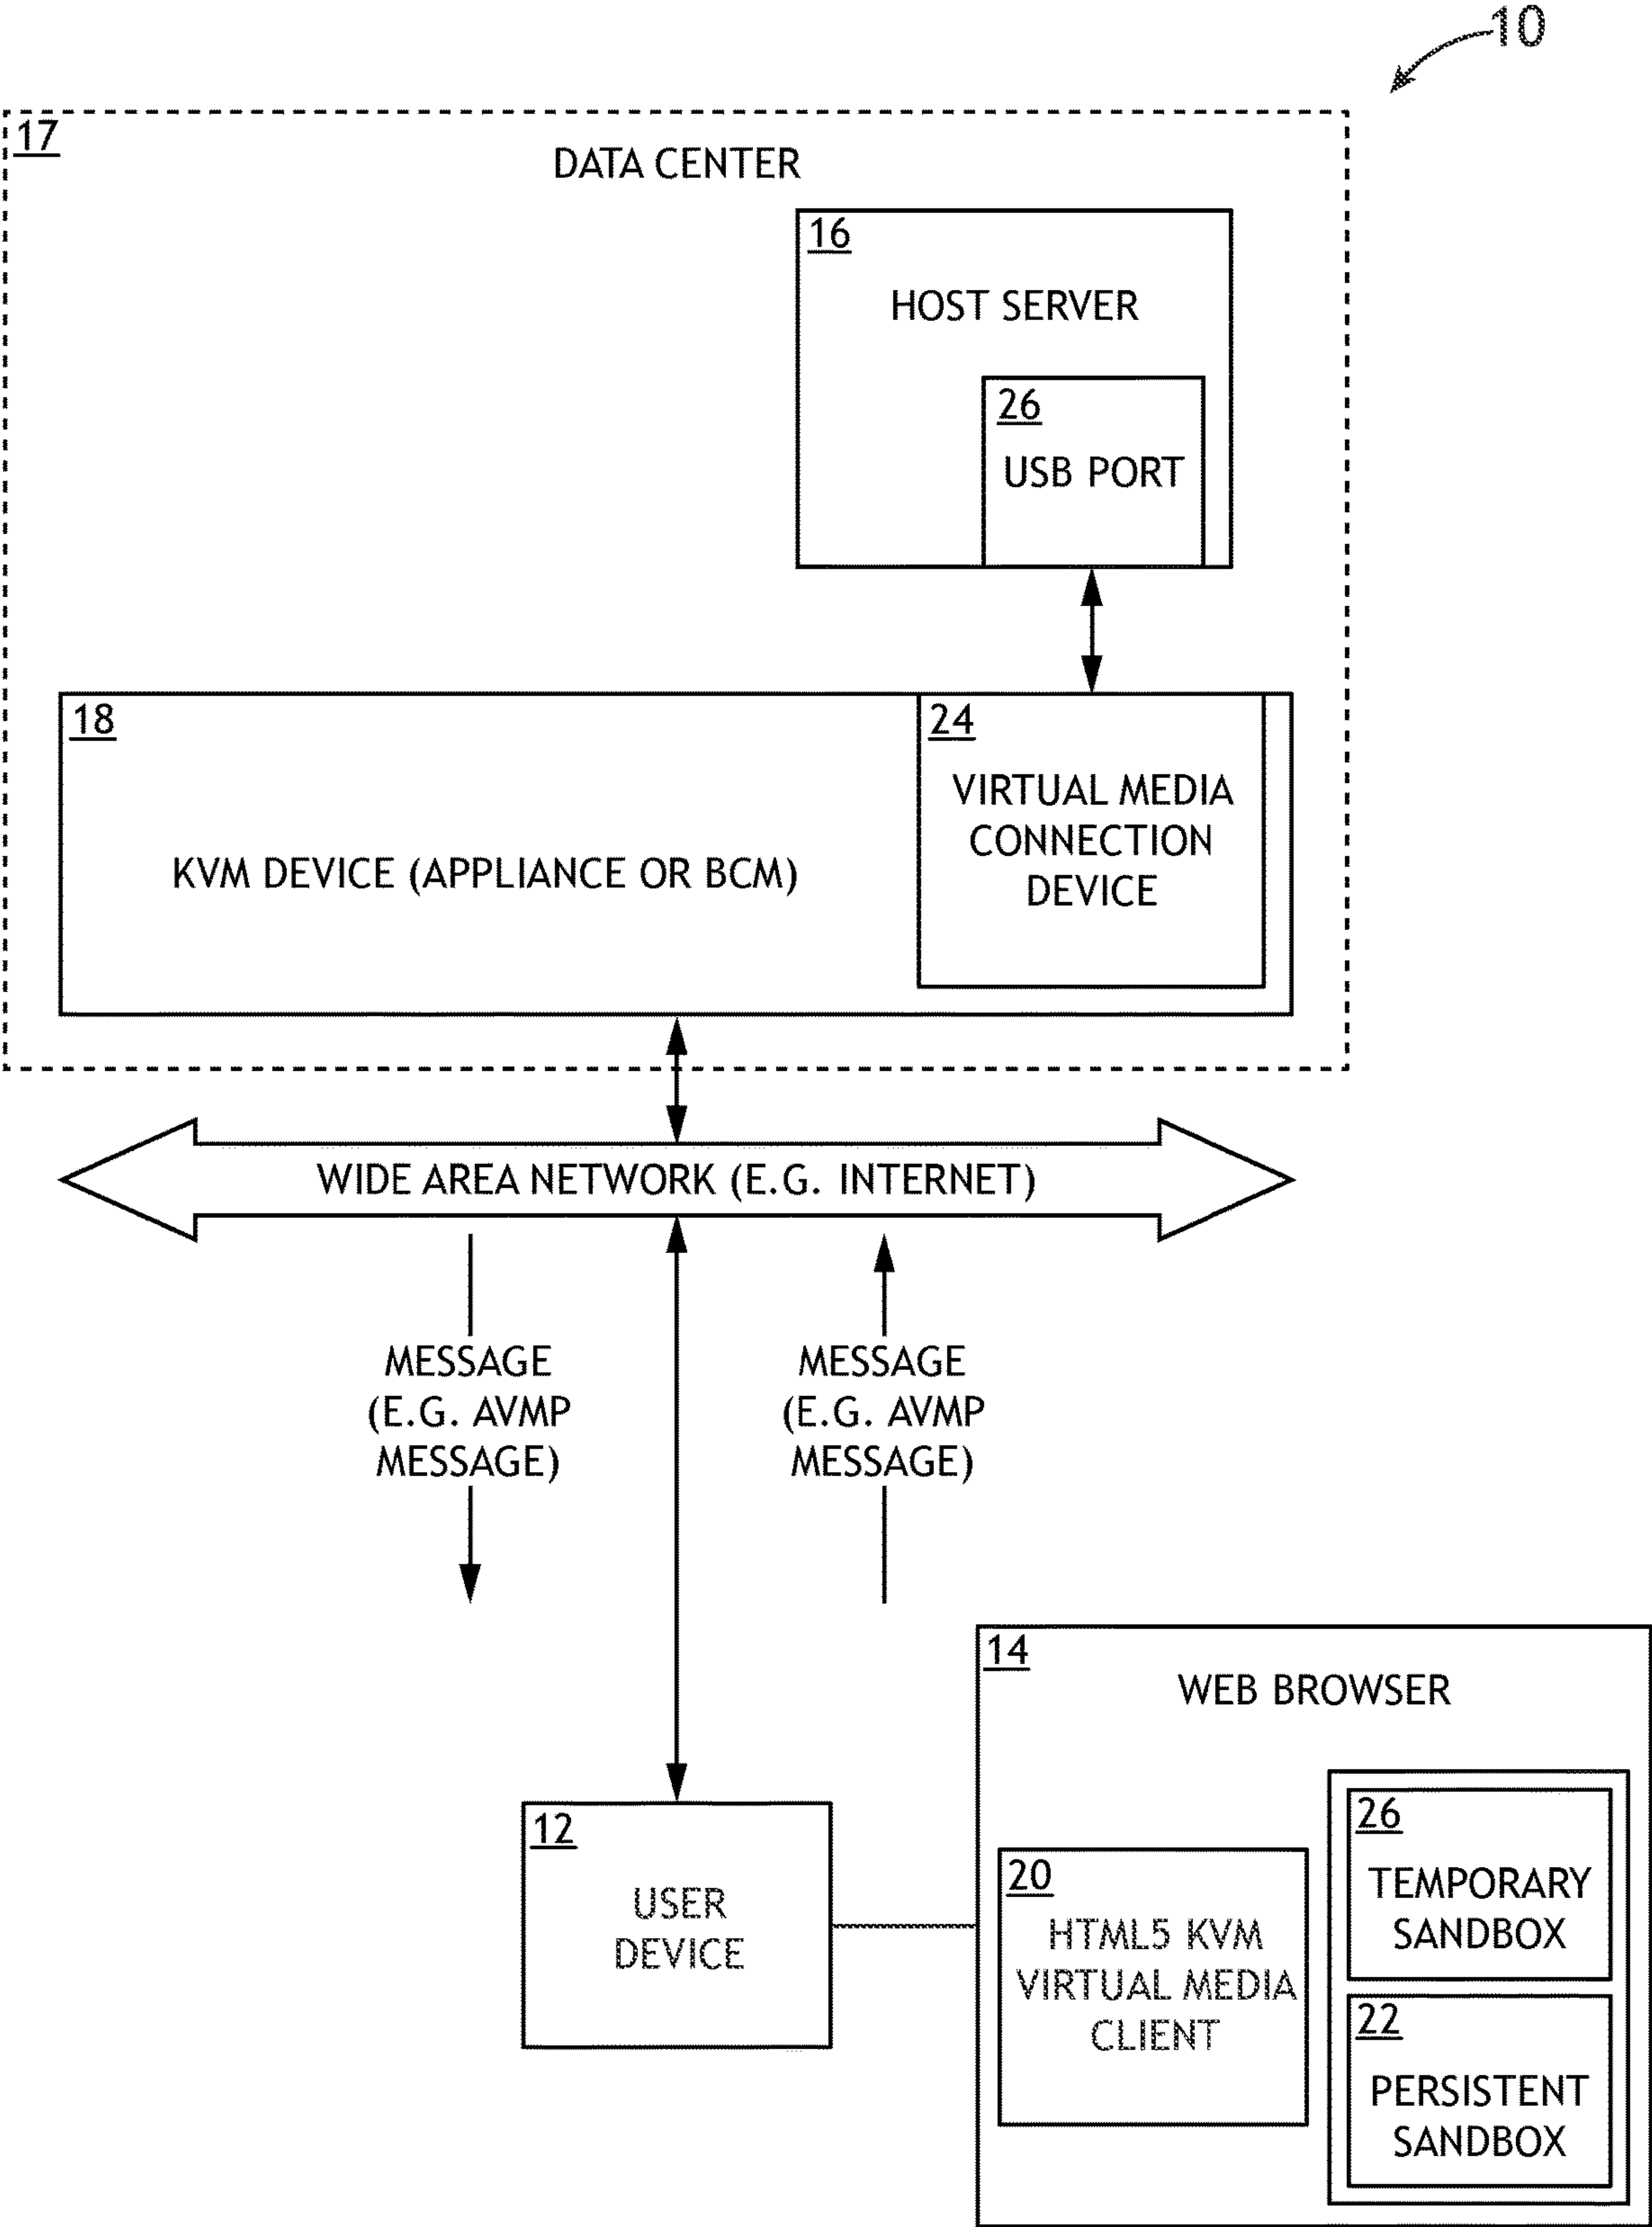 10
17
DATA CENTER
16
HOST SERVER
26
USB PORT
18
KVM DEVICE (APPLIANCE OR BCM)
24
VIRTUAL MEDIA
CONNECTION
DEVICE
WIDE AREA NETWORK (E.G. INTERNET)
MESSAGE
(E.G. AVMP
MESSAGE)
MESSAGE
(E.G. AVMP
MESSAGE)
14
WEB BROWSER
12
USER
DEVICE
20
HTML5 KVM
VIRTUAL MEDIA
CLIENT
26
TEMPORARY
SANDBOX
22
PERSISTENT
SANDBOX